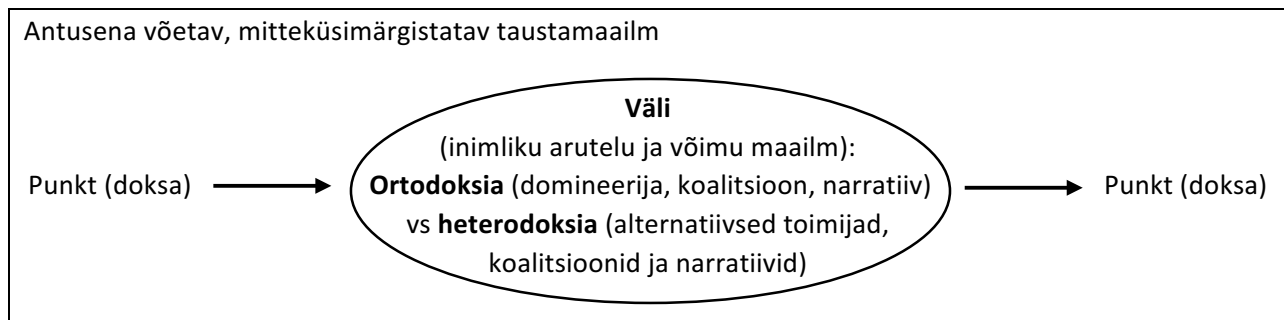 Antusena võetav, mitteküsimärgistatav taustamaailm
Väli
(inimliku arutelu ja võimu maailm):
Punkt (doksa)
Ortodoksia (domineerija, koalitsioon, narratiiv)
Punkt (doksa)
vs heterodoksia (alternatiivsed toimijad,
koalitsioonid ja narratiivid)